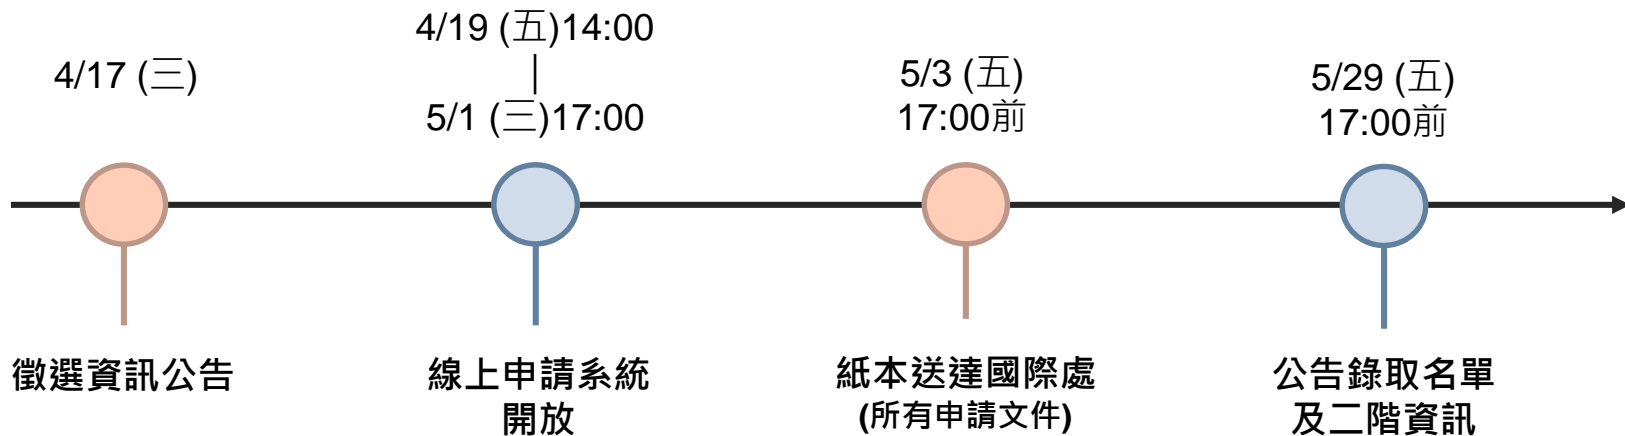 4/17 (三)
4/19 (五)14:00
|
5/1 (三)17:00
5/3 (五)
17:00前
5/29 (五)
17:00前
徵選資訊公告
線上申請系統
開放
紙本送達國際處
(所有申請文件)
公告錄取名單
及二階資訊